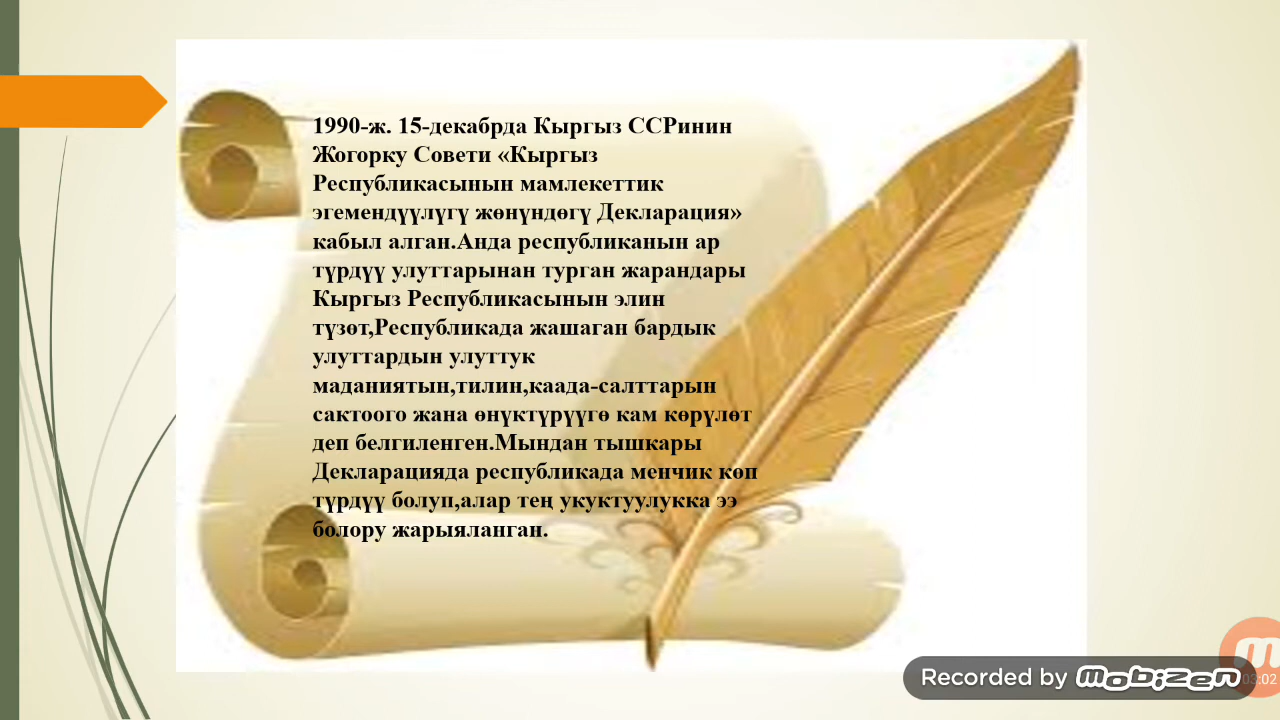 1990-ж. 15-декабрда Кыргыз ССРинин
Жогорку Совети «Кыргыз
Республикасынын мамлекеттик
эгемендүүлүгү жөнүндөгү Декларация»
кабыл алган.Анда республиканын ар
түрдүү улуттарынан турган жарандары
Кыргыз Республикасынын элин
түзөт,Республикада жашаган бардык
улуттардын улуттук
маданиятын,тилин,каада-салттарын
сактоого жана өнүктүрүүгө кам көрүлөт
деп белгиленген.Мындан тышкары
Декларацияда республикада менчик көп
түрдүү болуп,алар тең укуктуулукка ээ
болору жарыяланган.
Recorded by mobizen
03:02